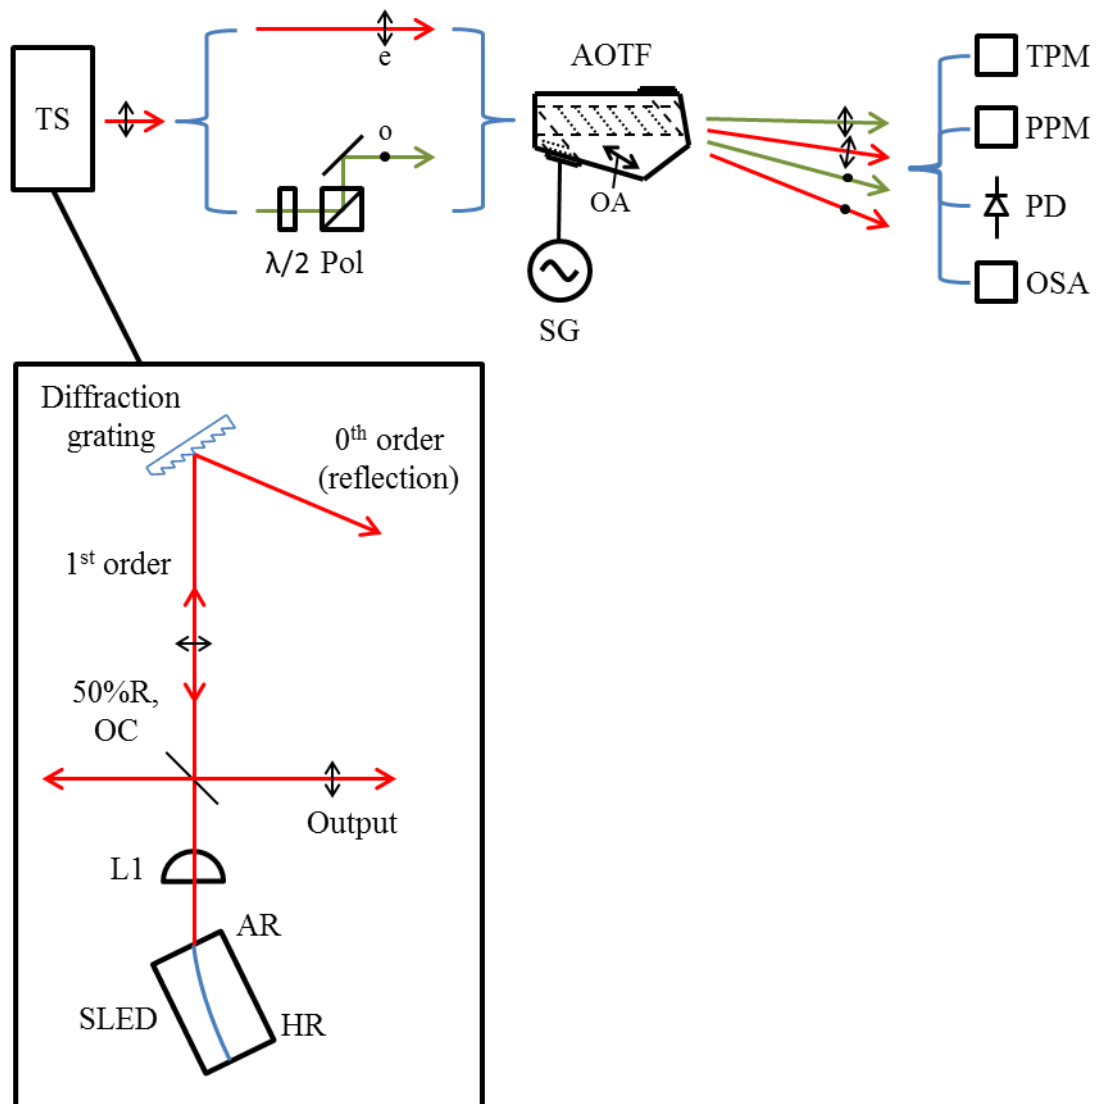 TS
e
o
λ/2 Pol
AOTF
OA
SG
TPM
PPM
PD
OSA
Diffraction
grating
0th order
(reflection)
1st order
50%R,
OC
Output
L1
AR
SLED
HR